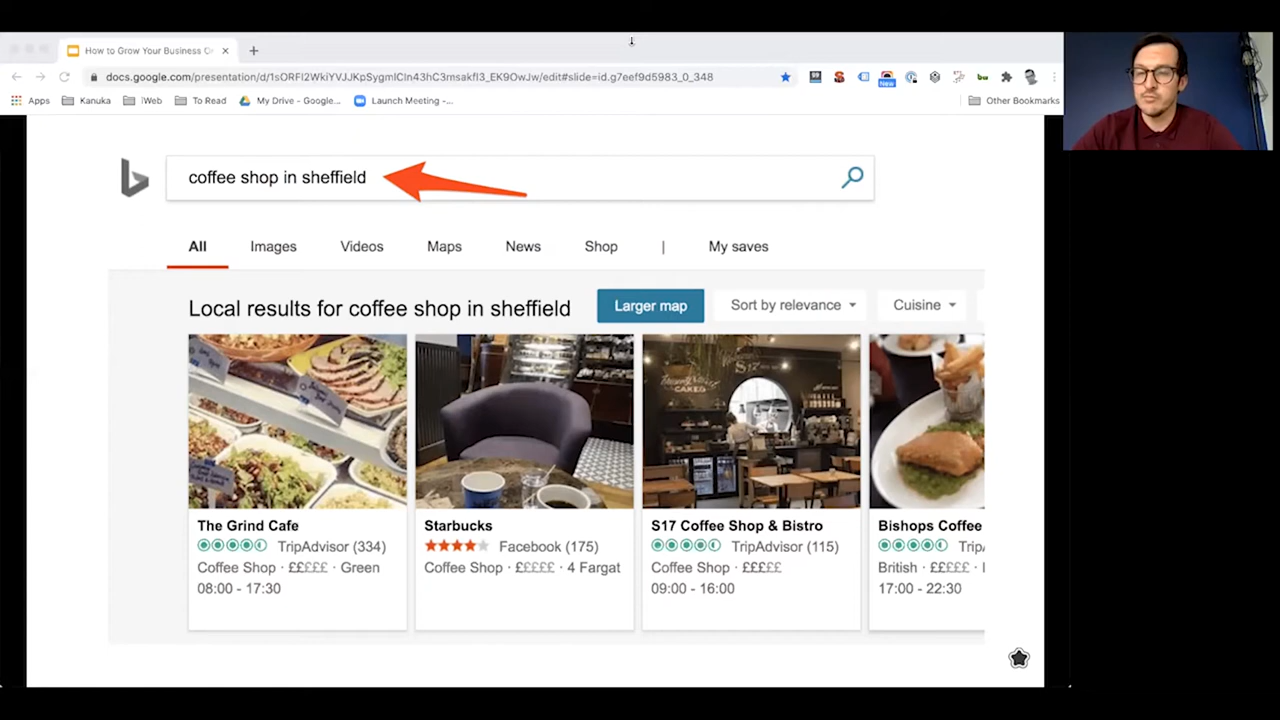 How to Grow Your Business O
docs.google.com/presentation/d/1sORFl2WkiYVJJKpSygmlCln43hC3msakfl3_EK9OwJw/edit#slide=id.g7eef9d5983_0_348
New
Apps
Kanuka
iWeb
To Read
My Drive - Google...
Launch Meeting -...
Other Bookmarks
coffee shop in sheffield
All Images Videos Maps News Shop | My saves
Local results for coffee shop in sheffield
Larger map
Sort by relevance
Cuisine
The Grind Cafe
TripAdvisor (334)
Coffee Shop · £££££ · Green
08:00 - 17:30
Starbucks
Facebook (175)
Coffee Shop · £££££ · 4 Fargat
S17 Coffee Shop & Bistro
TripAdvisor (115)
Coffee Shop · £££££
09:00 - 16:00
Bishops Coffee
Trip
British · £££££ ·
17:00 - 22:30